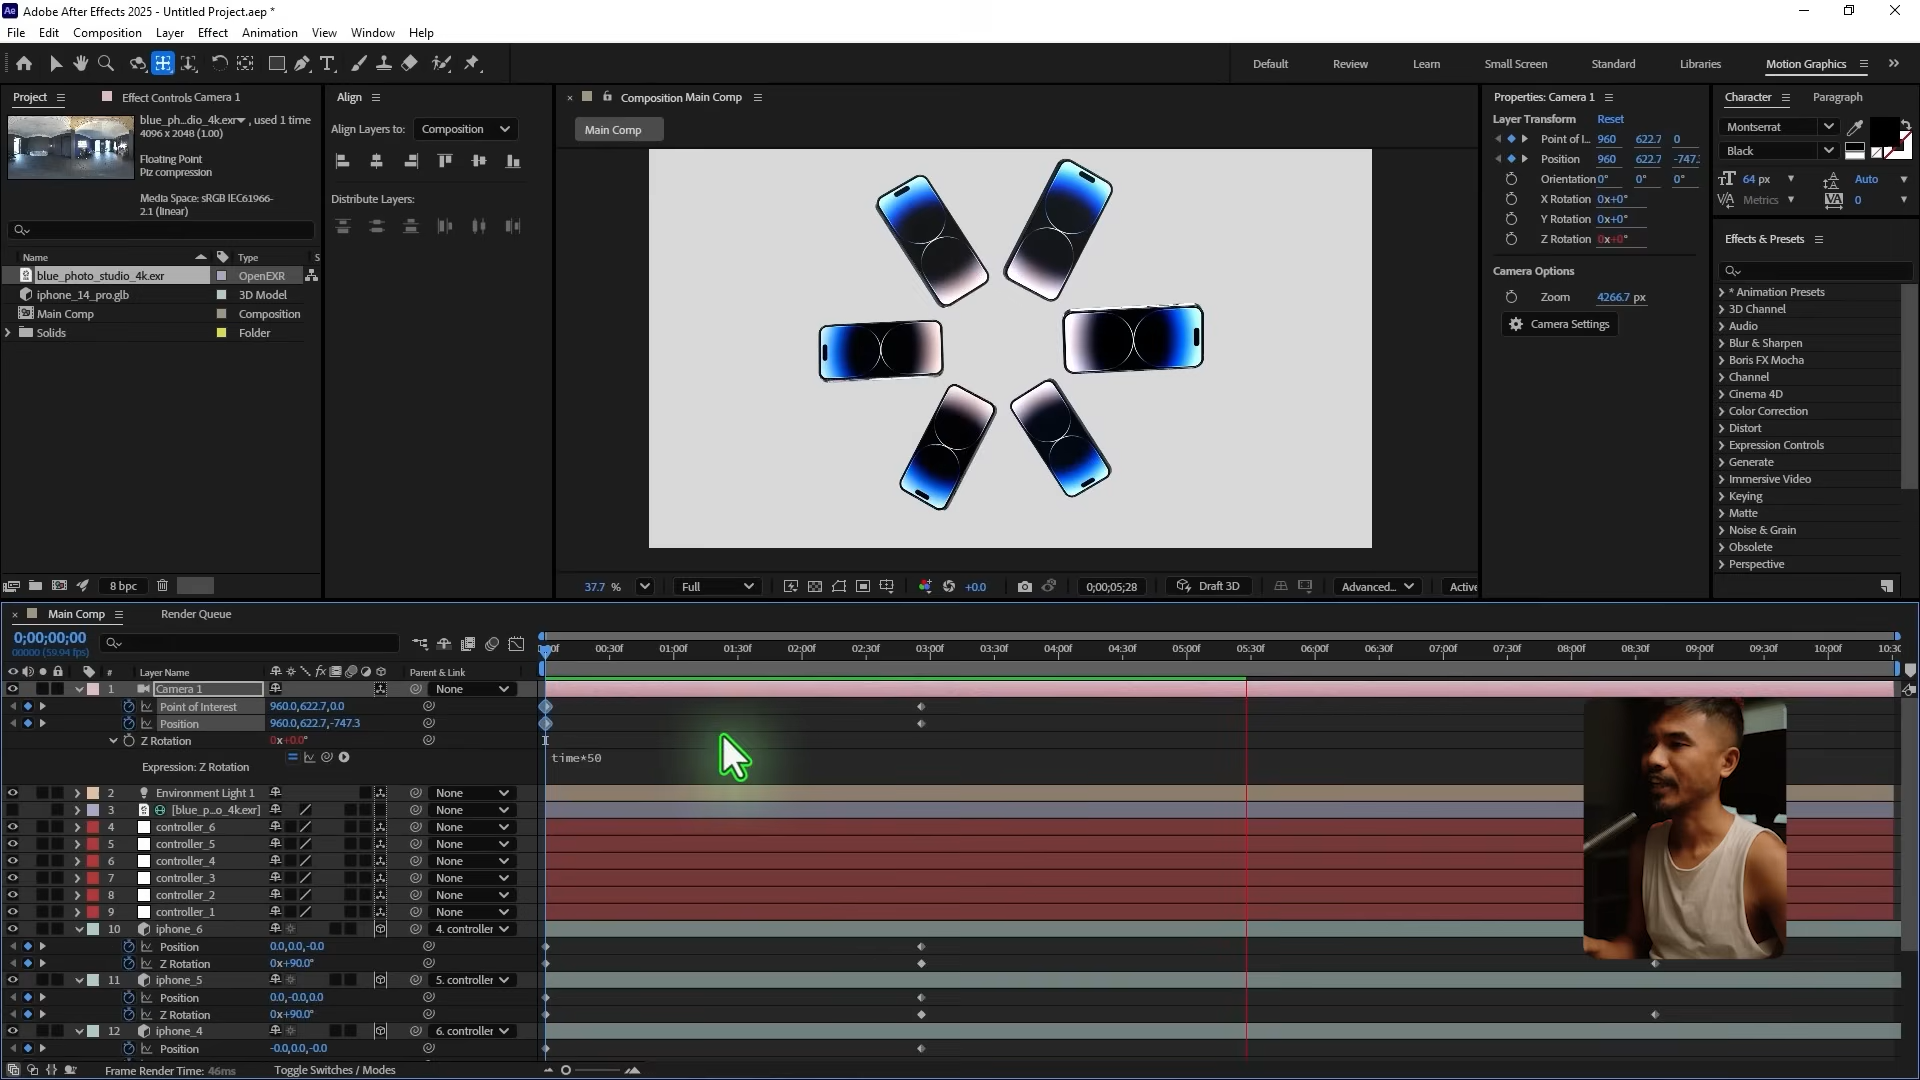 Adobe After Effects 2025 - Untitled Project.aep *
File Edit Composition Layer Effect Animation View Window Help
Default Review Learn Small Screen Standard Libraries Motion Graphics
Project Effect Controls Camera 1
blue_ph...dio_4k.exr , used 1 time
4096 x 2048 (1.00)
Floating Point
Piz compression
Media Space: sRGB IEC61966-
2.1 (linear)
Name Type S
blue_photo_studio_4k.exr OpenEXR
iphone_14_pro.glb 3D Model
Main Comp Composition
Solids Folder
8 bpc
Align
Align Layers to: Composition
Distribute Layers:
Composition Main Comp
Main Comp
37.7 % Full +0.0 0;00;05;28 Draft 3D Advanced... Active
Properties: Camera 1
Layer Transform Reset
Point of I... 960 622.7 0
Position 960 622.7 -747.
Orientation 0° 0° 0°
X Rotation 0x+0°
Y Rotation 0x+0°
Z Rotation 0x+0°
Camera Options
Zoom 4266.7 px
Camera Settings
Character Paragraph
Montserrat
Black
64 px Auto
Metrics 0
Effects & Presets
* Animation Presets
3D Channel
Audio
Blur & Sharpen
Boris FX Mocha
Channel
Cinema 4D
Color Correction
Distort
Expression Controls
Generate
Immersive Video
Keying
Matte
Noise & Grain
Obsolete
Perspective
Main Comp Render Queue
0;00;00;00
00000 (59.94 fps)
00:30f 01:00f 01:30f 02:00f 02:30f 03:00f 03:30f 04:00f 04:30f 05:00f 05:30f 06:00f 06:30f 07:00f 07:30f 08:00f 08:30f 09:00f 09:30f 10:00f 10:30
# Layer Name Parent & Link
1 Camera 1 None
Point of Interest 960.0,622.7,0.0
Position 960.0,622.7,-747.3
Z Rotation 0x+0.0°
Expression: Z Rotation time*50
2 Environment Light 1 None
3 [blue_p...o_4k.exr] None
4 controller_6 None
5 controller_5 None
6 controller_4 None
7 controller_3 None
8 controller_2 None
9 controller_1 None
10 iphone_6 4. controller
Position 0.0,0.0,-0.0
Z Rotation 0x+90.0°
11 iphone_5 5. controller
Position 0.0,-0.0,0.0
Z Rotation 0x+90.0°
12 iphone_4 6. controller
Position -0.0,0.0,-0.0
Frame Render Time: 46ms Toggle Switches / Modes